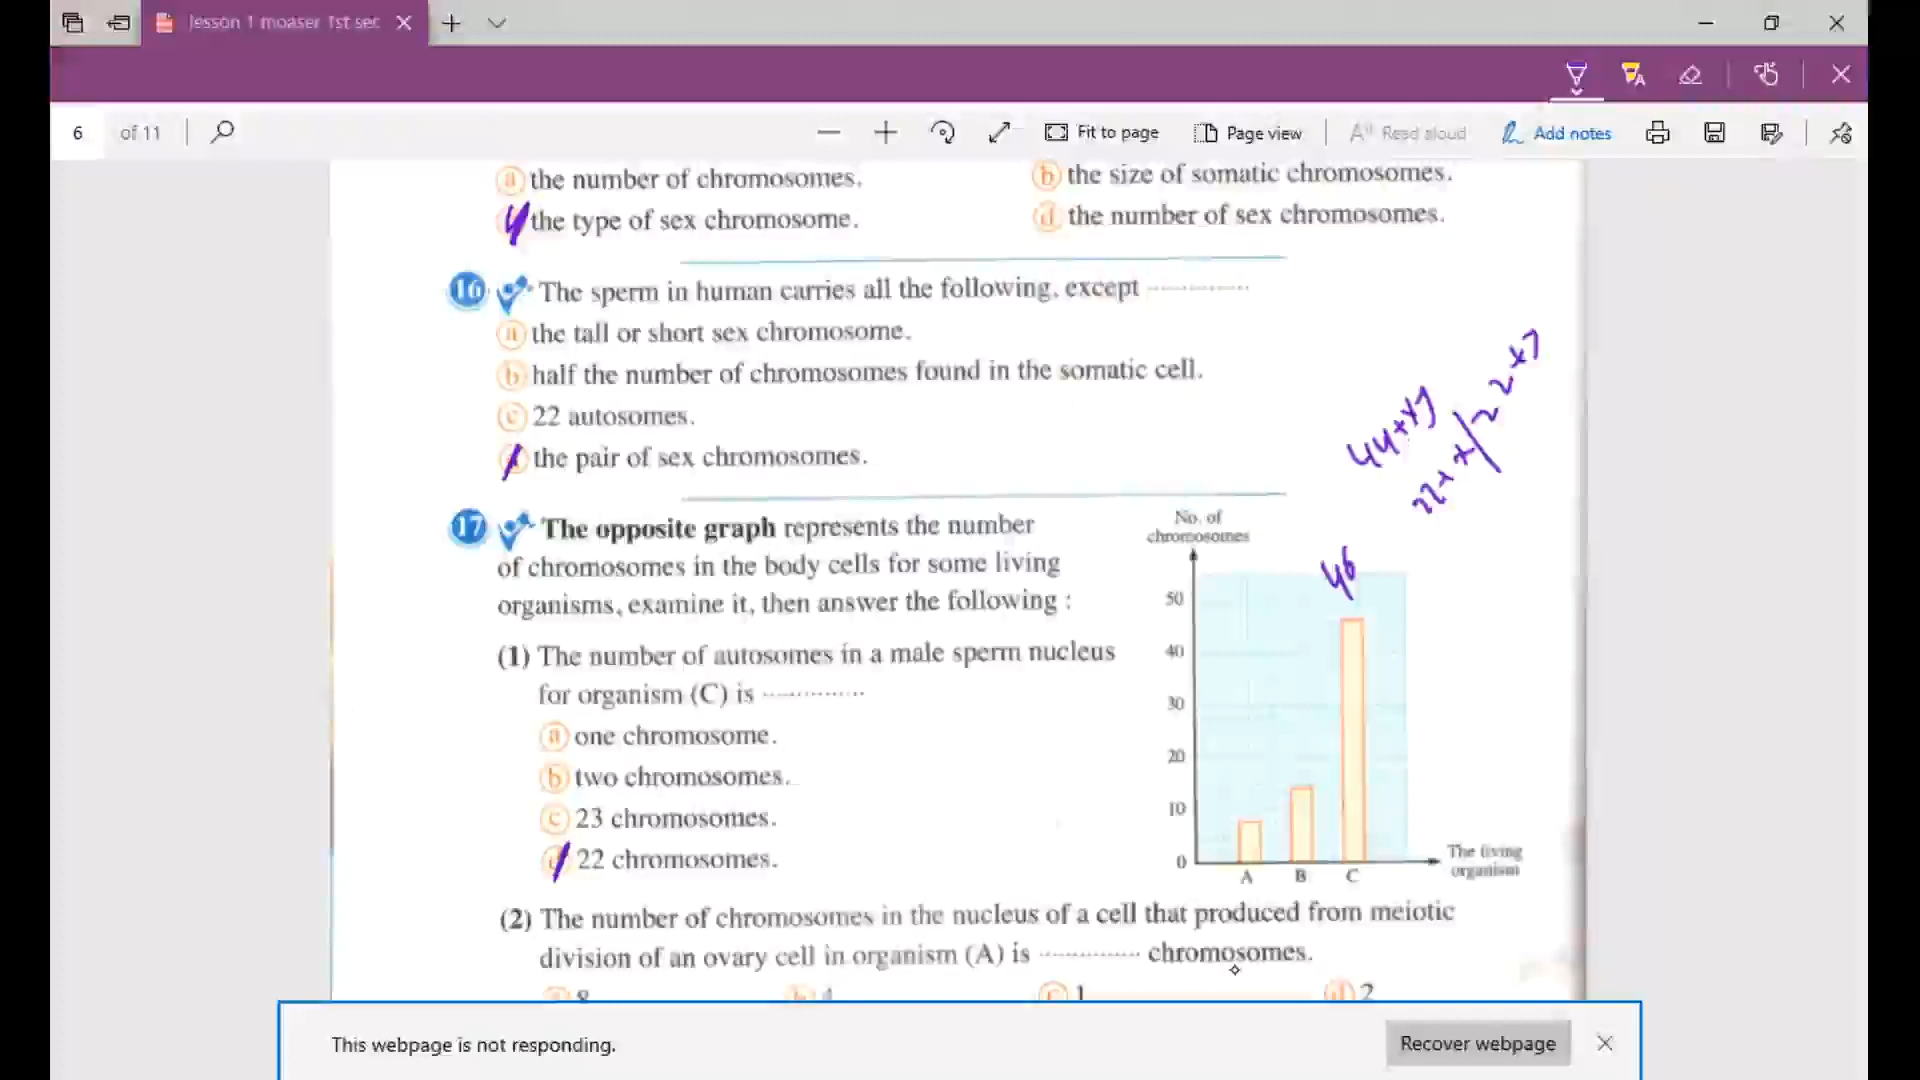 lesson 1 moaser 1st sec
6 of 11
Fit to page
Page view
Read aloud
Add notes
a the number of chromosomes.
b the size of somatic chromosomes.
the type of sex chromosome.
d the number of sex chromosomes.
16 The sperm in human carries all the following, except ..............
a the tall or short sex chromosome.
b half the number of chromosomes found in the somatic cell.
c 22 autosomes.
the pair of sex chromosomes.
44+xy
22+x/22+y
17 The opposite graph represents the number
of chromosomes in the body cells for some living
organisms, examine it, then answer the following :
(1) The number of autosomes in a male sperm nucleus
for organism (C) is ..............
a one chromosome.
b two chromosomes.
c 23 chromosomes.
d 22 chromosomes.
No. of
chromosomes
46
50
40
30
20
10
0
A B C
The living
organism
(2) The number of chromosomes in the nucleus of a cell that produced from meiotic
division of an ovary cell in organism (A) is .............. chromosomes.
a 8 b 4 c 1 d 2
This webpage is not responding.
Recover webpage